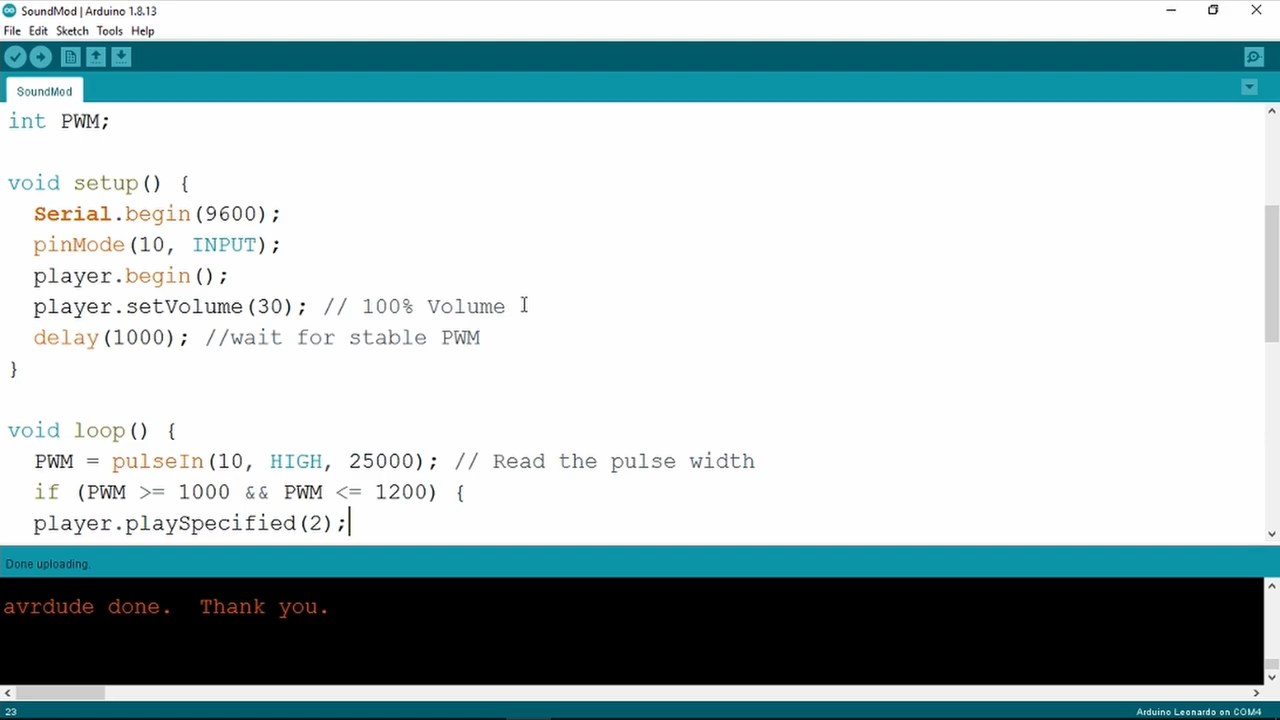 SoundMod | Arduino 1.8.13
File Edit Sketch Tools Help
SoundMod
int PWM;
void setup() {
Serial.begin(9600);
pinMode(10, INPUT);
player.begin();
player.setVolume(30); // 100% Volume
delay(1000); //wait for stable PWM
}
void loop() {
PWM = pulseIn(10, HIGH, 25000); // Read the pulse width
if (PWM >= 1000 && PWM <= 1200) {
player.playSpecified(2);
Done uploading.
avrdude done.  Thank you.
23
Arduino Leonardo on COM4